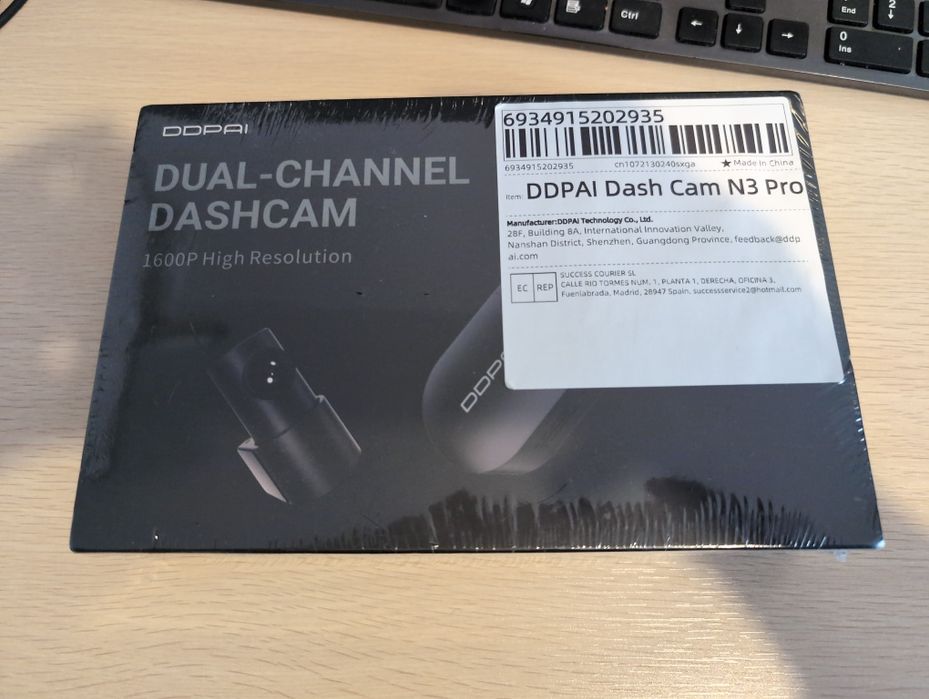 End
2
↓
Ctrl
←
↓
→
0
Ins
DDPAI
DUAL-CHANNEL
DASHCAM
1600P High Resolution
6934915202935
6934915202935 cn1072130240sxga ★ Made in China
Item: DDPAI Dash Cam N3 Pro
Manufacturer:DDPAI Technology Co., Ltd.
28F, Building 8A, International Innovation Valley,
Nanshan District, Shenzhen, Guangdong Province, feedback@ddp
ai.com
EC REP
SUCCESS COURIER SL
CALLE RIO TORMES NUM, 1, PLANTA 1, DERECHA, OFICINA 3,
Fuenlabrada, Madrid, 28947 Spain, successservice2@hotmail.com
DDPA